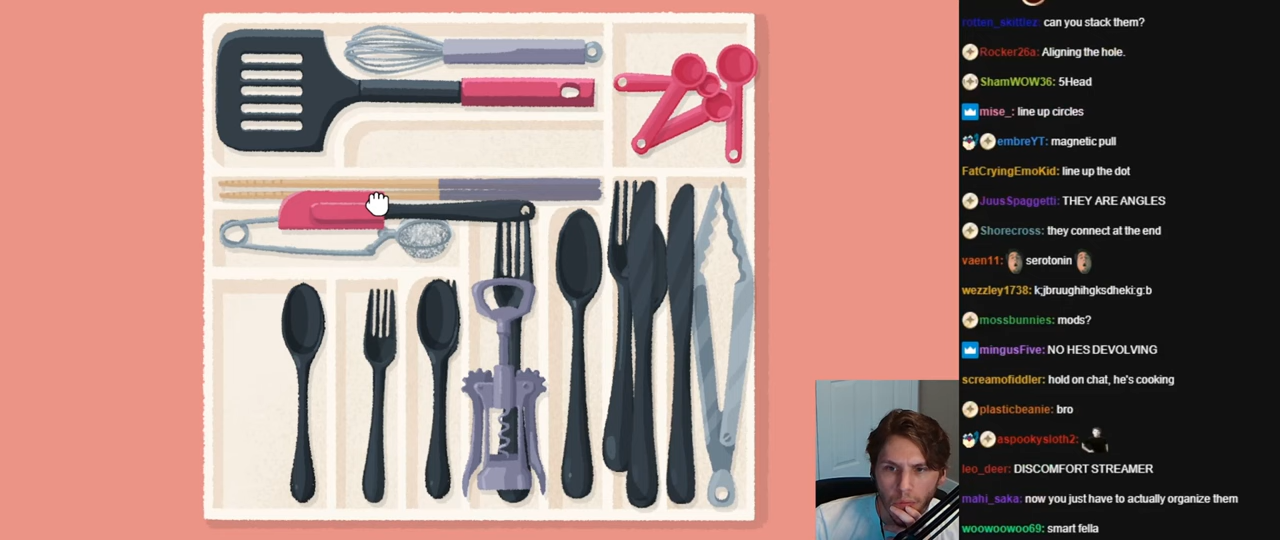 rotten_skittlez: can you stack them?
Rocker26a: Aligning the hole.
ShamWOW36: 5Head
mise_: line up circles
embreYT: magnetic pull
FatCryingEmoKid: line up the dot
JuusSpaggetti: THEY ARE ANGLES
Shorecross: they connect at the end
vaen11: serotonin
wezzley1738: k;jbruughihgksdheki:g:b
mossbunnies: mods?
mingusFive: NO HES DEVOLVING
screamofiddler: hold on chat, he's cooking
plasticbeanie: bro
aspookysloth2:
leo_deer: DISCOMFORT STREAMER
mahi_saka: now you just have to actually organize them
woowoowoo69: smart fella